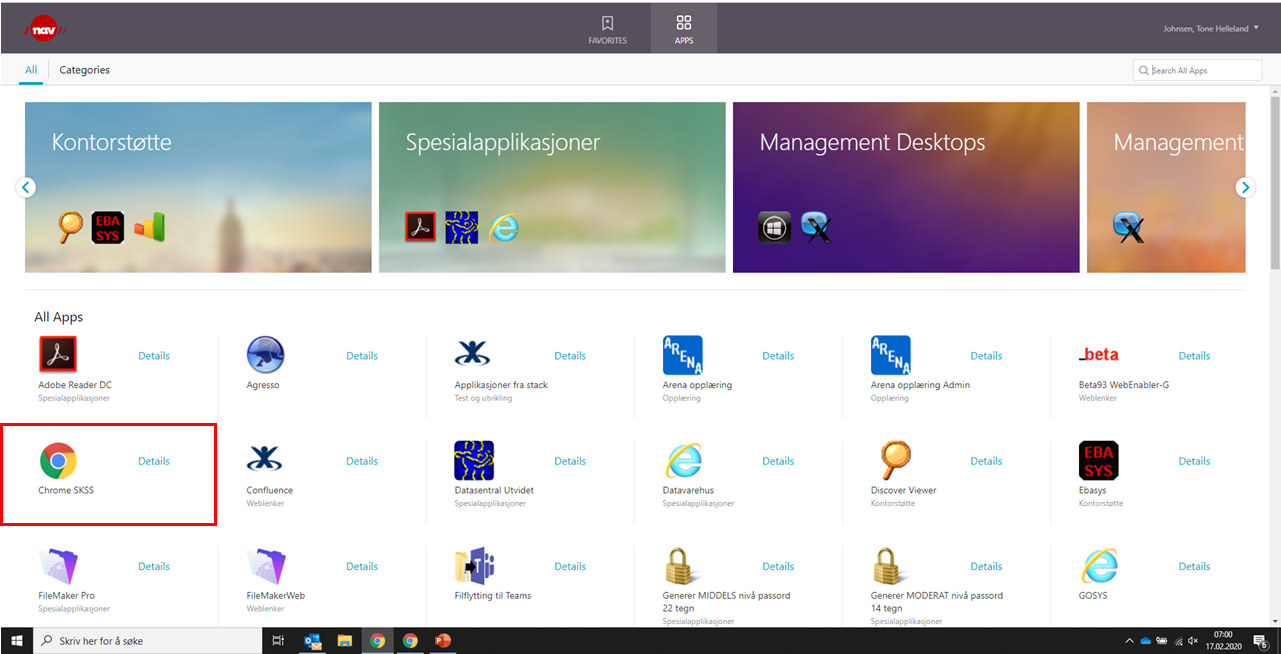 nav
FAVORITES
APPS
Johnsen, Tone Helleland
All
Categories
Search All Apps
Kontorstøtte
Spesialapplikasjoner
Management Desktops
Management
EBA
SYS
All Apps
Details
Adobe Reader DC
Spesialapplikasjoner
Details
Agresso
Details
Applikasjoner fra stack
Test og utvikling
ARENA
Details
Arena opplæring
Opplæring
ARENA
Details
Arena opplæring Admin
Opplæring
_beta
Details
Beta93 WebEnabler-G
Weblenker
Details
Chrome SKSS
Details
Confluence
Weblenker
Details
Datasentral Utvidet
Spesialapplikasjoner
Details
Datavarehus
Spesialapplikasjoner
Details
Discover Viewer
Kontorstøtte
EBA
SYS
Details
Ebasys
Kontorstøtte
Details
FileMaker Pro
Spesialapplikasjoner
Details
FileMakerWeb
Weblenker
Details
Filflytting til Teams
Details
Generer MIDDELS nivå passord
22 tegn
Spesialapplikasjoner
Details
Generer MODERAT nivå passord
14 tegn
Spesialapplikasjoner
Details
GOSYS
Skriv her for å søke
07:00
17.02.2020
6